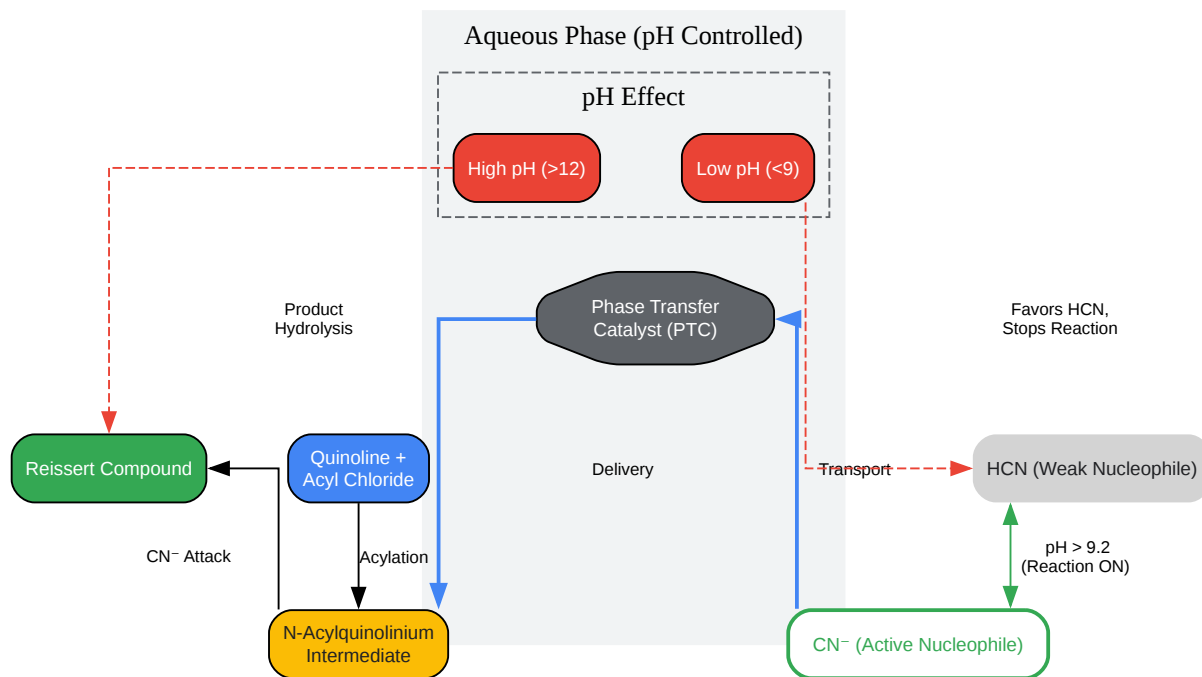 Aqueous Phase (pH Controlled)
pH Effect
High pH (>12)
Low pH (<9)
Product
Hydrolysis
Phase Transfer
Catalyst (PTC)
Favors HCN,
Stops Reaction
Reissert Compound
Quinoline +
Acyl Chloride
Delivery
Transport
HCN (Weak Nucleophile)
CN⁻ Attack
Acylation
pH > 9.2
(Reaction ON)
N-Acylquinolinium
Intermediate
CN⁻ (Active Nucleophile)